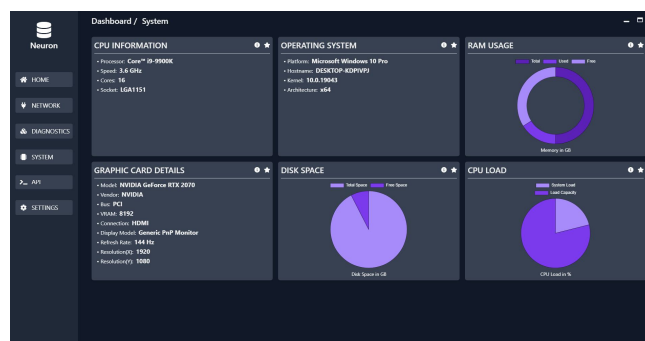 Neuron
HOME
NETWORK
DIAGNOSTICS
SYSTEM
API
SETTINGS
Dashboard / System
CPU INFORMATION
• Processor: Core™ i9-9900K
• Speed: 3.6 GHz
• Cores: 16
• Socket: LGA1151
OPERATING SYSTEM
• Platform: Microsoft Windows 10 Pro
• Hostname: DESKTOP-KDPIVPJ
• Kernel: 10.0.19043
• Architecture: x64
RAM USAGE
Total Used Free
Memory in GB
GRAPHIC CARD DETAILS
• Model: NVIDIA GeForce RTX 2070
• Vendor: NVIDIA
• Bus: PCI
• VRAM: 8192
• Connection: HDMI
• Display Model: Generic PnP Monitor
• Refresh Rate: 144 Hz
• Resolution(X): 1920
• Resolution(Y): 1080
DISK SPACE
Total Space Free Space
Disk Space in GB
CPU LOAD
System Load
Load Capacity
CPU Load in %